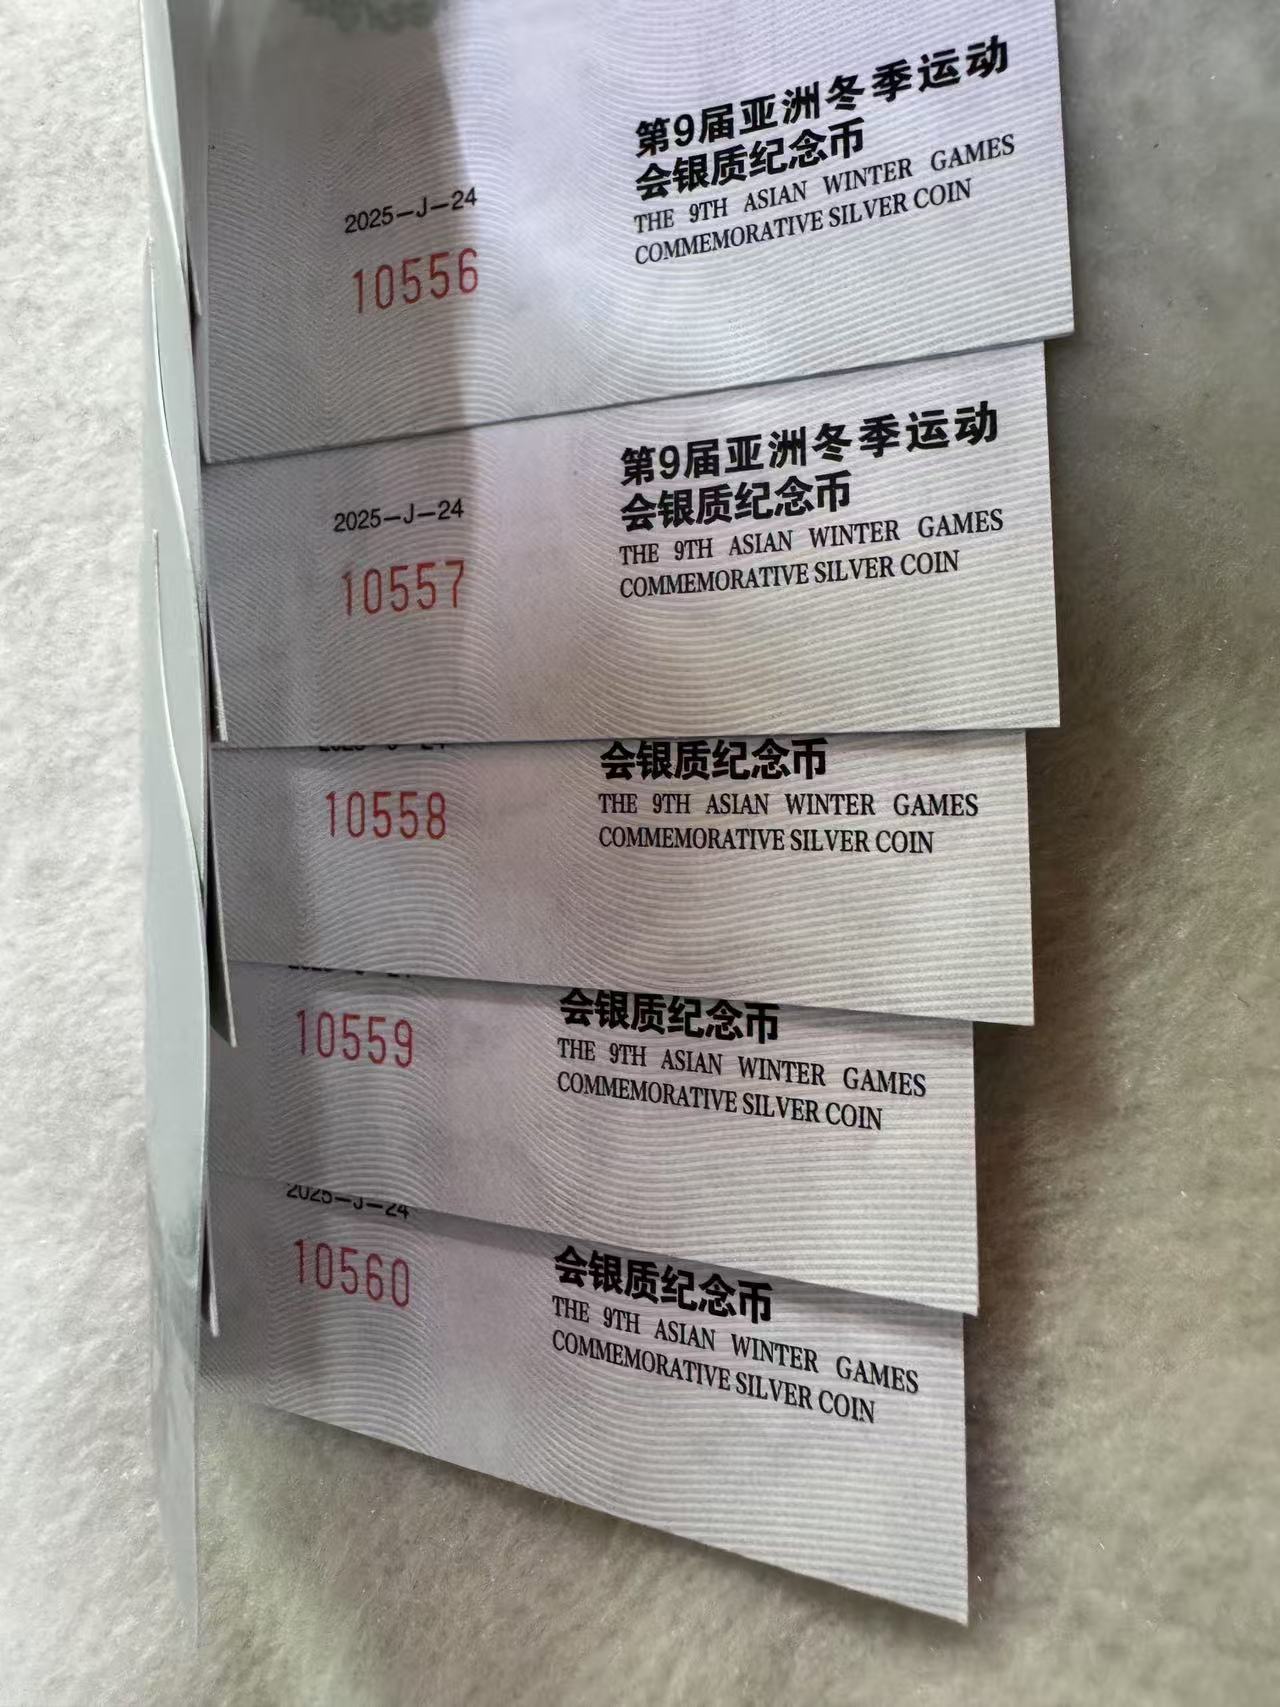 第9届亚洲冬季运动
会银质纪念币
THE 9TH ASIAN WINTER GAMES
COMMEMORATIVE SILVER COIN
2025-J-24
10556
第9届亚洲冬季运动
会银质纪念币
THE 9TH ASIAN WINTER GAMES
COMMEMORATIVE SILVER COIN
2025-J-24
10557
会银质纪念币
THE 9TH ASIAN WINTER GAMES
COMMEMORATIVE SILVER COIN
10558
会银质纪念币
THE 9TH ASIAN WINTER GAMES
COMMEMORATIVE SILVER COIN
10559
2025-J-24
10560
会银质纪念币
THE 9TH ASIAN WINTER GAMES
COMMEMORATIVE SILVER COIN